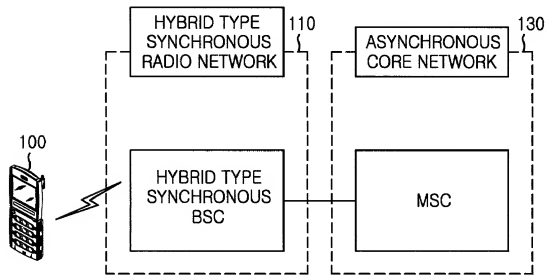 HYBRID TYPE
SYNCHRONOUS
RADIO NETWORK
110
ASYNCHRONOUS
CORE NETWORK
130
100
HYBRID TYPE
SYNCHRONOUS
BSC
MSC